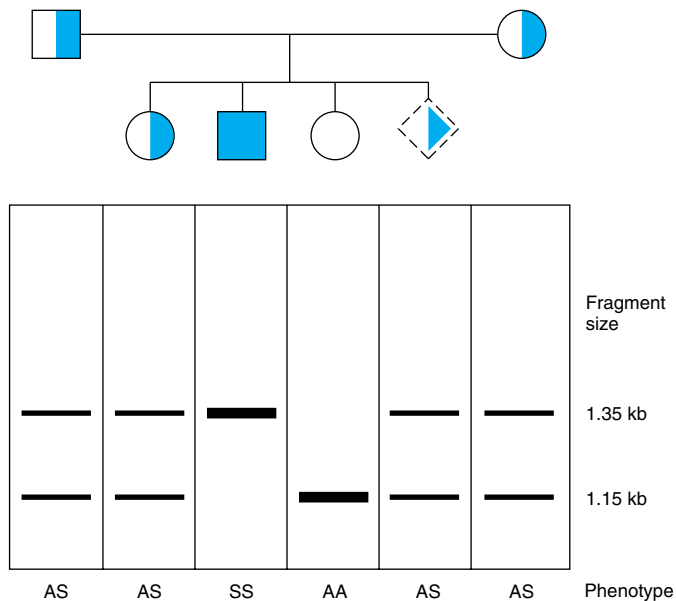 Fragment
size
1.35 kb
1.15 kb
AS AS SS AA AS AS Phenotype